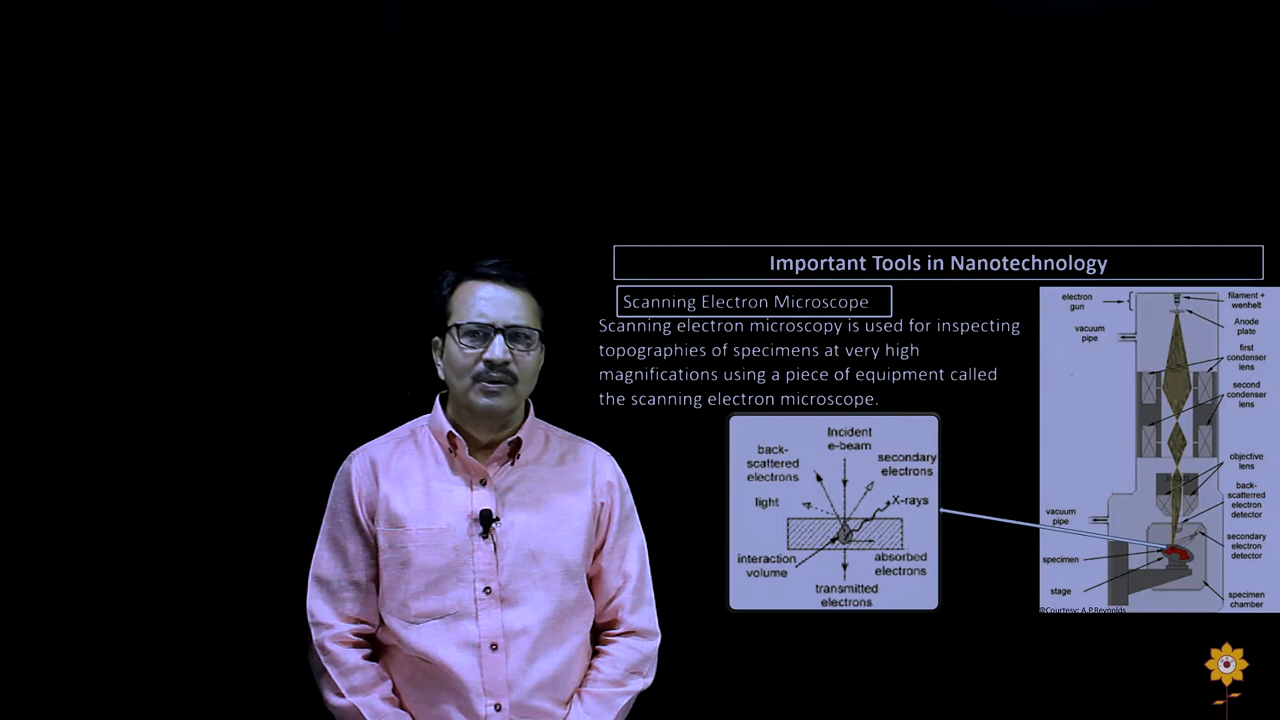 Important Tools in Nanotechnology
Scanning Electron Microscope
Scanning electron microscopy is used for inspecting
topographies of specimens at very high
magnifications using a piece of equipment called
the scanning electron microscope.
Incident
e-beam
back-
scattered
electrons
secondary
electrons
light
X-rays
interaction
volume
absorbed
electrons
transmitted
electrons
electron
gun
filament +
wenhelt
Anode
plate
vacuum
pipe
first
condenser
lens
second
condenser
lens
objective
lens
back-
scatterred
electron
detector
vacuum
pipe
secondary
electron
detector
specimen
stage
specimen
chamber
©Courtesy: A.P.Reynolds